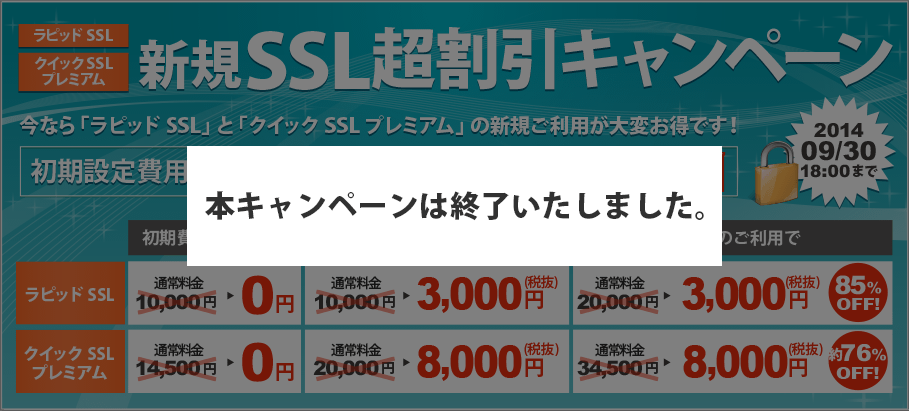 ラピッド SSL
クイックSSL
プレミアム
新規SSL超割引キャンペーン
今なら「ラピッド SSL」と「クイック SSL プレミアム」の新規ご利用が大変お得です！
2014
09/30
18:00まで
初期設定費用
本キャンペーンは終了いたしました。
初期費
のご利用で
ラピッド SSL
通常料金
10,000円
0円
通常料金
10,000円
3,000円(税抜)
通常料金
20,000円
3,000円(税抜)
85%
OFF!
クイック SSL
プレミアム
通常料金
14,500円
0円
通常料金
20,000円
8,000円(税抜)
通常料金
34,500円
8,000円(税抜)
約76%
OFF!